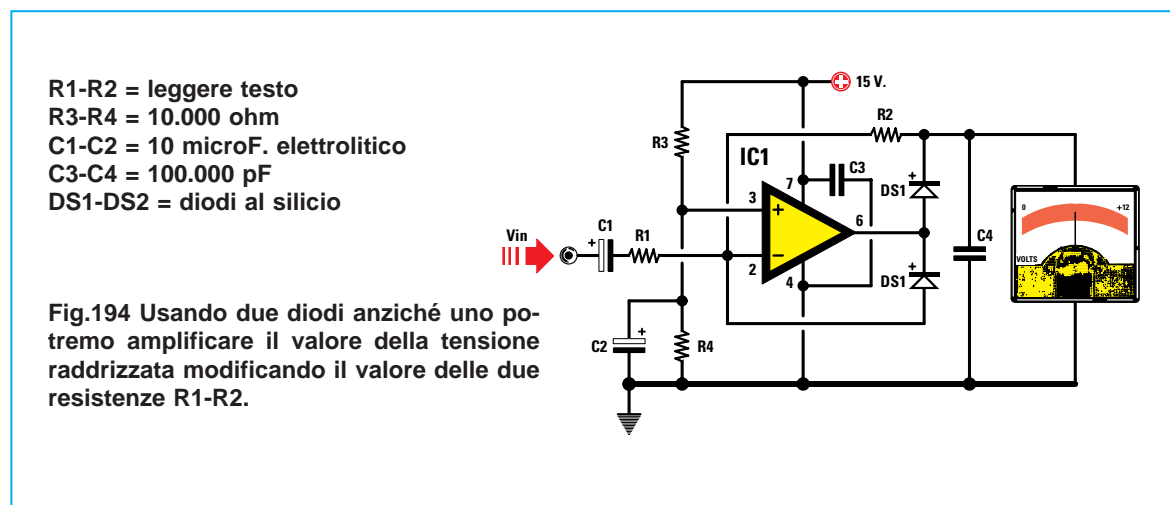 R1-R2 = leggere testo
R3-R4 = 10.000 ohm
C1-C2 = 10 microF. elettrolitico
C3-C4 = 100.000 pF
DS1-DS2 = diodi al silicio
Fig.194 Usando due diodi anziché uno po-
tremo amplificare il valore della tensione
raddrizzata modificando il valore delle due
resistenze R1-R2.
15 V.
R2
R3
IC1
7
C3
+
DS1
3
+
6
0
+12
C1
Vin
+
R1
C4
+
VOLTS
2
−
DS1
4
+
C2
R4